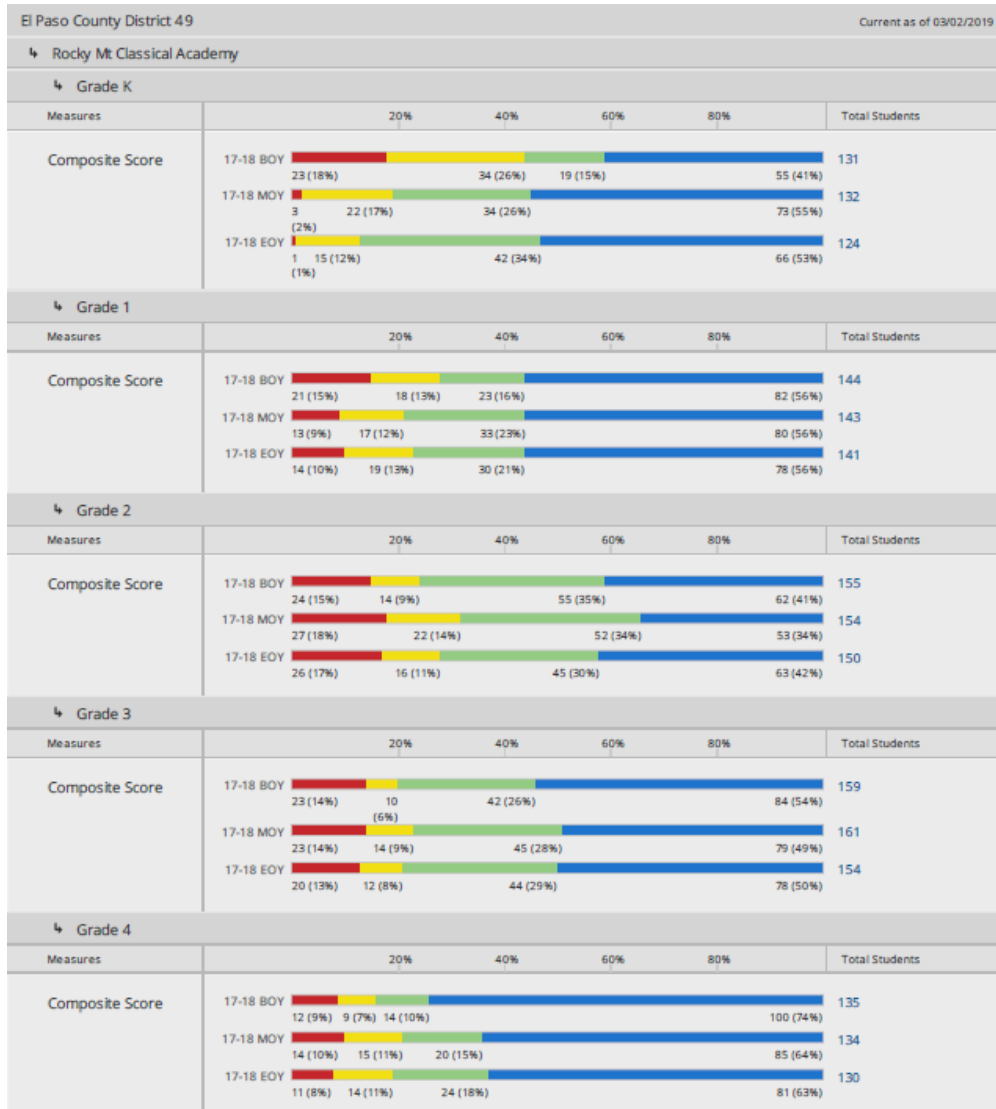 El Paso County District 49 Current as of 03/02/2019
↳ Rocky Mt Classical Academy
↳ Grade K
Measures 20% 40% 60% 80% Total Students
Composite Score 17-18 BOY 131
23 (18%) 34 (26%) 19 (15%) 55 (41%)
17-18 MOY 132
3 22 (17%) 34 (26%) 73 (55%)
(2%)
17-18 EOY 124
1 15 (12%) 42 (34%) 66 (53%)
(1%)
↳ Grade 1
Measures 20% 40% 60% 80% Total Students
Composite Score 17-18 BOY 144
21 (15%) 18 (13%) 23 (16%) 82 (56%)
17-18 MOY 143
13 (9%) 17 (12%) 33 (23%) 80 (56%)
17-18 EOY 141
14 (10%) 19 (13%) 30 (21%) 78 (56%)
↳ Grade 2
Measures 20% 40% 60% 80% Total Students
Composite Score 17-18 BOY 155
24 (15%) 14 (9%) 55 (35%) 62 (41%)
17-18 MOY 154
27 (18%) 22 (14%) 52 (34%) 53 (34%)
17-18 EOY 150
26 (17%) 16 (11%) 45 (30%) 63 (42%)
↳ Grade 3
Measures 20% 40% 60% 80% Total Students
Composite Score 17-18 BOY 159
23 (14%) 10 42 (26%) 84 (54%)
(6%)
17-18 MOY 161
23 (14%) 14 (9%) 45 (28%) 79 (49%)
17-18 EOY 154
20 (13%) 12 (8%) 44 (29%) 78 (50%)
↳ Grade 4
Measures 20% 40% 60% 80% Total Students
Composite Score 17-18 BOY 135
12 (9%) 9 (7%) 14 (10%) 100 (74%)
17-18 MOY 134
14 (10%) 15 (11%) 20 (15%) 85 (64%)
17-18 EOY 130
11 (8%) 14 (11%) 24 (18%) 81 (63%)